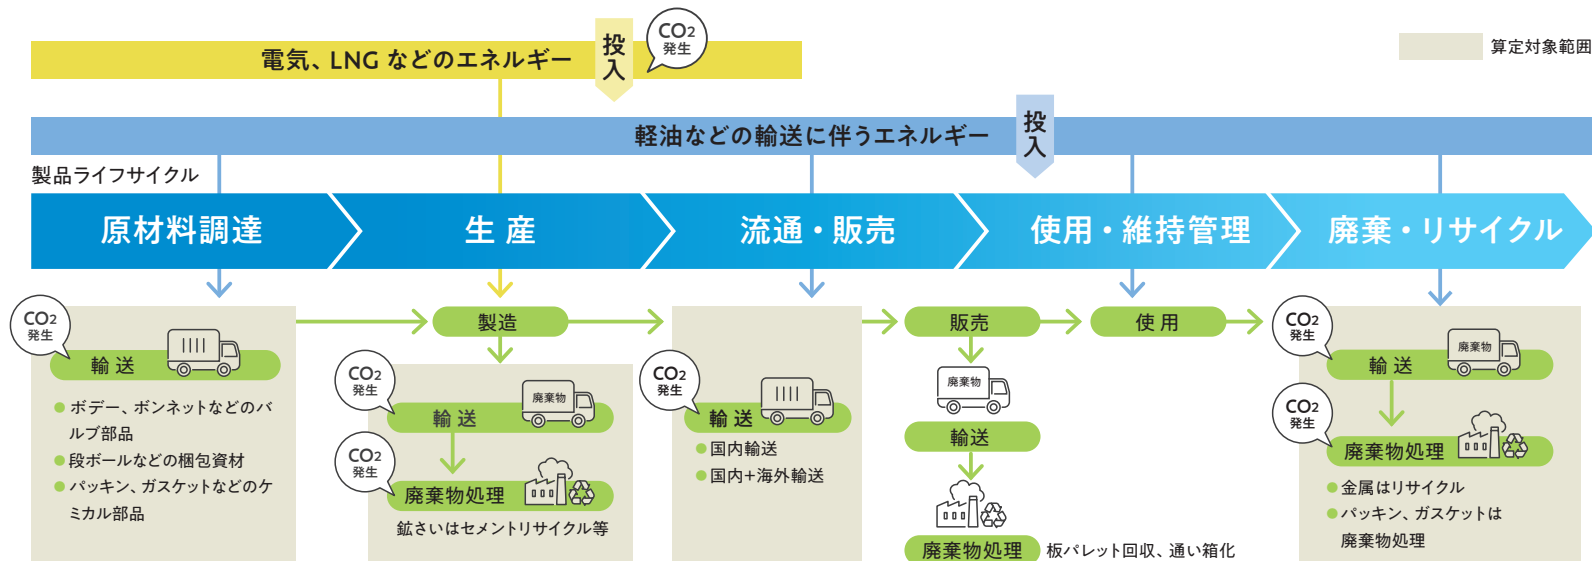 CO2
発生
投入
電気、LNG などのエネルギー
算定対象範囲
軽油などの輸送に伴うエネルギー
投入
製品ライフサイクル
原材料調達
生 産
流通・販売
使用・維持管理
廃棄・リサイクル
CO2
発生
輸 送
● ボデー、ボンネットなどのバ
ルブ部品
● 段ボールなどの梱包資材
● パッキン、ガスケットなどのケ
ミカル部品
製造
CO2
発生
廃棄物
輸 送
CO2
発生
廃棄物処理
鉱さいはセメントリサイクル等
CO2
発生
輸 送
● 国内輸送
● 国内+海外輸送
販売
廃棄物
輸送
廃棄物処理
板パレット回収、通い箱化
使 用
CO2
発生
廃棄物
輸 送
CO2
発生
廃棄物処理
● 金属はリサイクル
● パッキン、ガスケットは
廃棄物処理